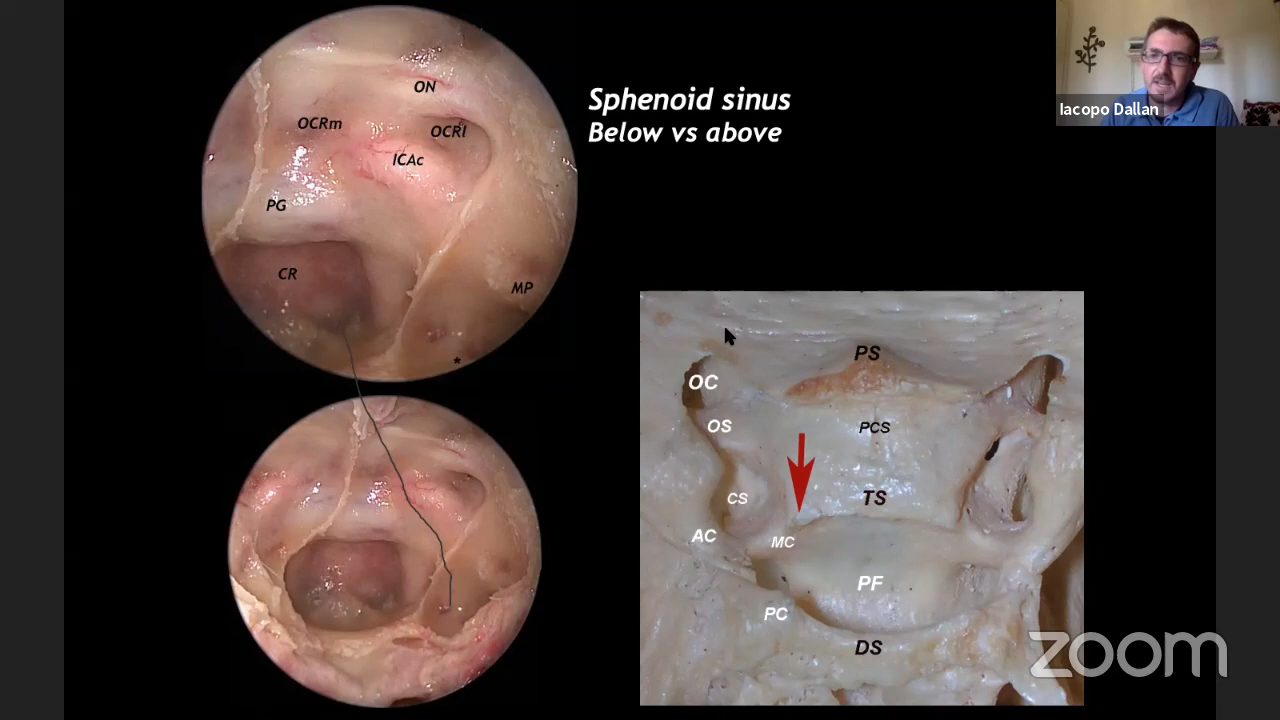 Sphenoid sinus
Below vs above
Iacopo Dallan
ON
OCRm
OCRl
ICAc
PG
CR
MP
*
PS
OC
OS
PCS
CS
TS
AC
MC
PF
PC
DS
zoom